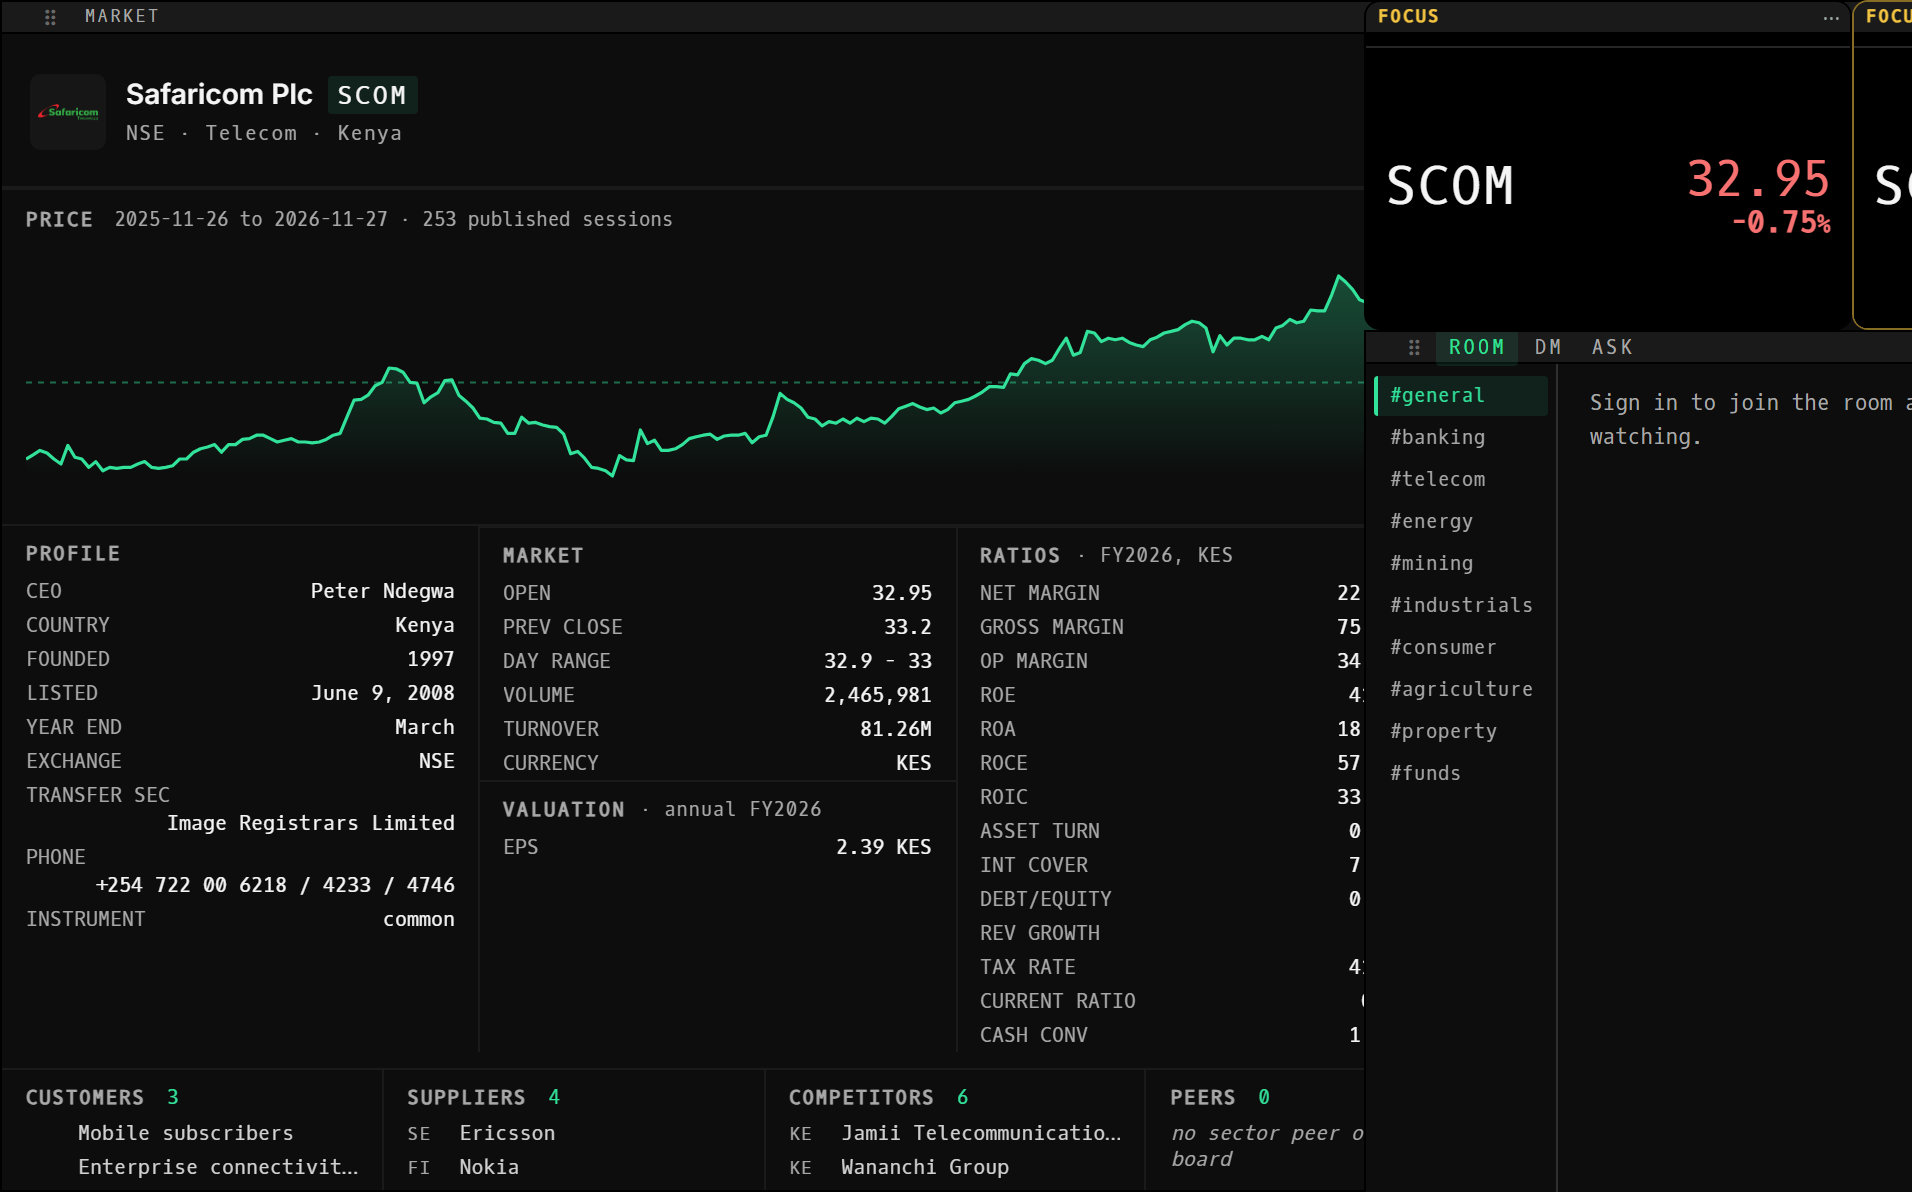 MARKET
Safaricom
Safaricom Plc SCOM
NSE · Telecom · Kenya
PRICE 2025-11-26 to 2026-11-27 · 253 published sessions
PROFILE
CEO Peter Ndegwa
COUNTRY Kenya
FOUNDED 1997
LISTED June 9, 2008
YEAR END March
EXCHANGE NSE
TRANSFER SEC
Image Registrars Limited
PHONE
+254 722 00 6218 / 4233 / 4746
INSTRUMENT common
MARKET
OPEN 32.95
PREV CLOSE 33.2
DAY RANGE 32.9 - 33
VOLUME 2,465,981
TURNOVER 81.26M
CURRENCY KES
VALUATION · annual FY2026
EPS 2.39 KES
RATIOS · FY2026, KES
NET MARGIN 22
GROSS MARGIN 75
OP MARGIN 34
ROE 4
ROA 18
ROCE 57
ROIC 33
ASSET TURN 0
INT COVER 7
DEBT/EQUITY 0
REV GROWTH
TAX RATE 4
CURRENT RATIO
CASH CONV 1
CUSTOMERS 3
Mobile subscribers
Enterprise connectivit...
SUPPLIERS 4
SE Ericsson
FI Nokia
COMPETITORS 6
KE Jamii Telecommunicatio...
KE Wananchi Group
PEERS 0
no sector peer o
board
FOCUS ...
SCOM 32.95
-0.75%
FOCU
SC
ROOM DM ASK
#general
#banking
#telecom
#energy
#mining
#industrials
#consumer
#agriculture
#property
#funds
Sign in to join the room a
watching.